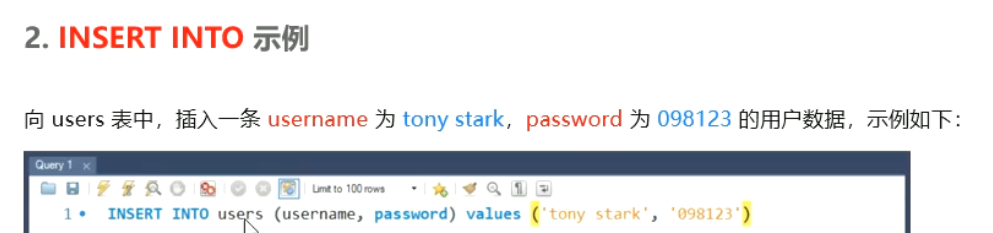 2. INSERT INTO 示例
向 users 表中，插入一条 username 为 tony stark，password 为 098123 的用户数据，示例如下：
Query 1
Limit to 100 rows
1 INSERT INTO users (username, password) values ('tony stark', '098123')